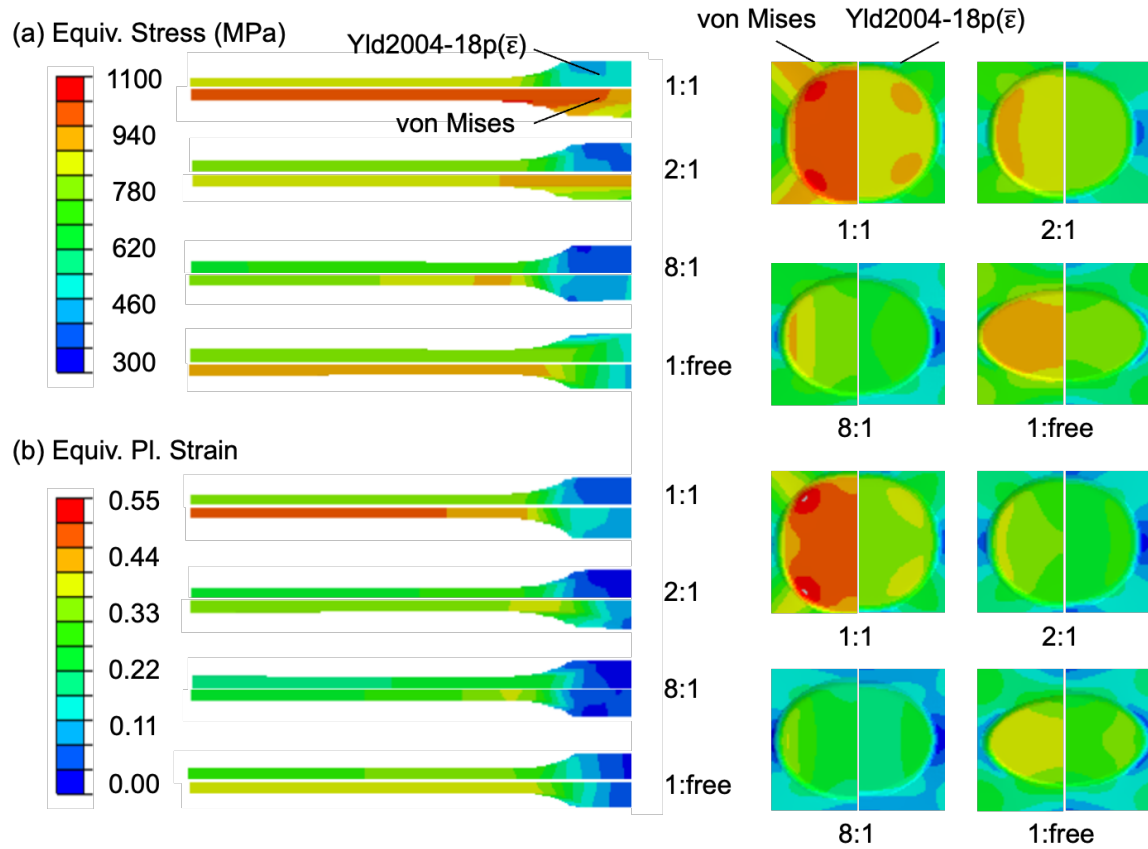 (a) Equiv. Stress (MPa)
1100
940
780
620
460
300
Yld2004-18p(ε̅)
von Mises
1:1
2:1
8:1
1:free
von Mises
Yld2004-18p(ε̅)
1:1
2:1
8:1
1:free
(b) Equiv. Pl. Strain
0.55
0.44
0.33
0.22
0.11
0.00
1:1
2:1
8:1
1:free
1:1
2:1
8:1
1:free